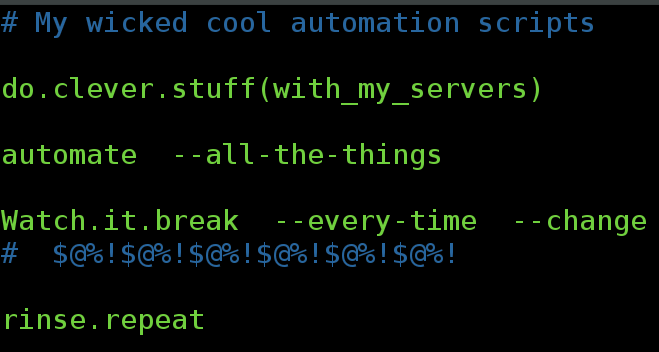 # My wicked cool automation scripts
do.clever.stuff(with_my_servers)
automate  --all-the-things
Watch.it.break  --every-time  --change
#  $@%!$@%!$@%!$@%!$@%!$@%!
rinse.repeat